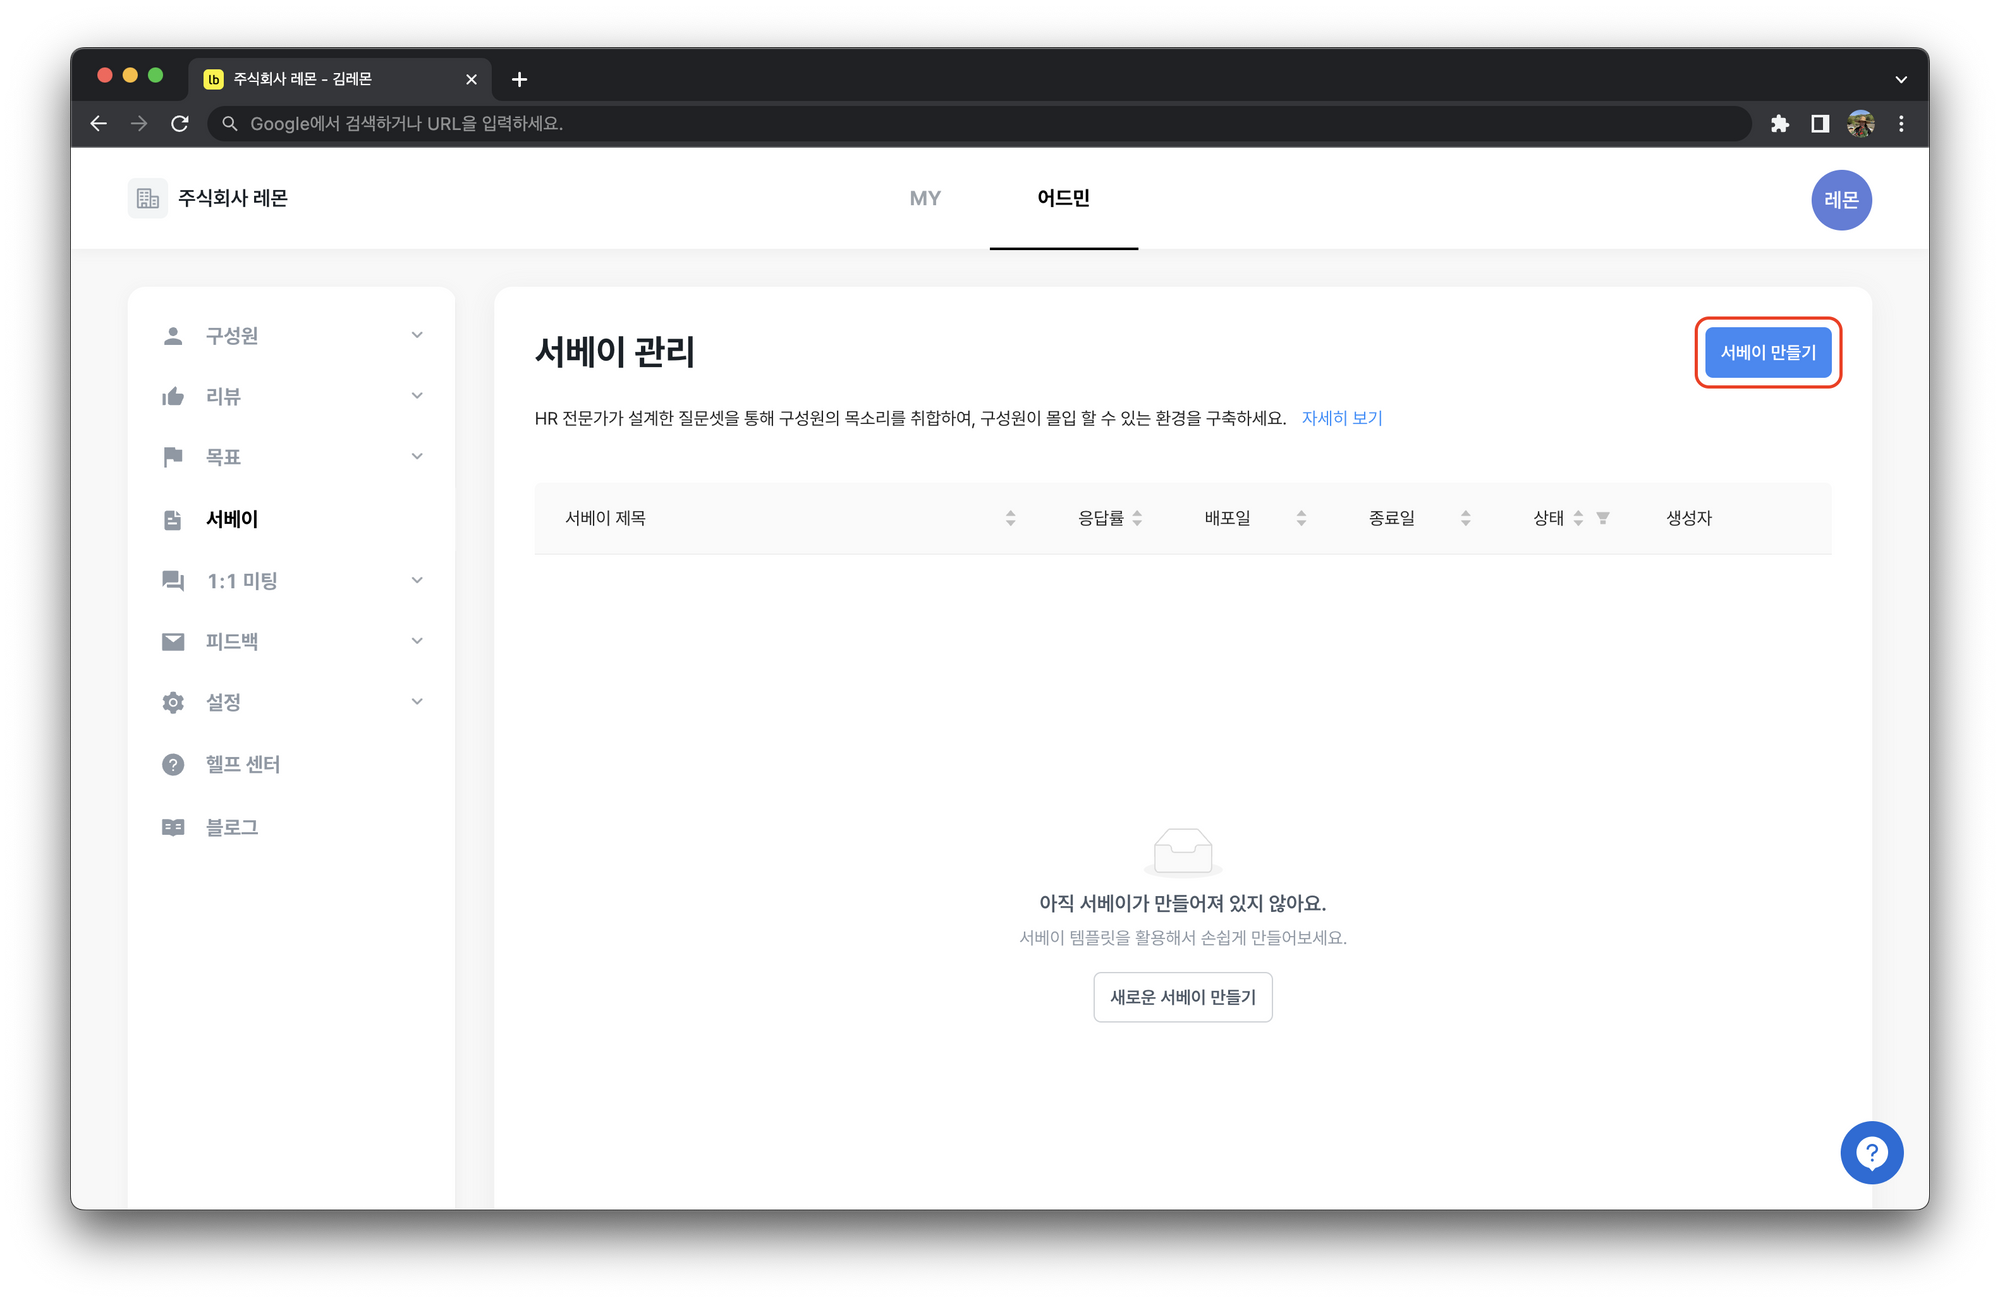 lb 주식회사 레몬 - 김레몬
Google에서 검색하거나 URL을 입력하세요.
주식회사 레몬
MY
어드민
레몬
구성원
리뷰
목표
서베이
1:1 미팅
피드백
설정
헬프 센터
블로그
서베이 관리
서베이 만들기
HR 전문가가 설계한 질문셋을 통해 구성원의 목소리를 취합하여, 구성원이 몰입 할 수 있는 환경을 구축하세요. 자세히 보기
서베이 제목 응답률 배포일 종료일 상태 생성자
아직 서베이가 만들어져 있지 않아요.
서베이 템플릿을 활용해서 손쉽게 만들어보세요.
새로운 서베이 만들기